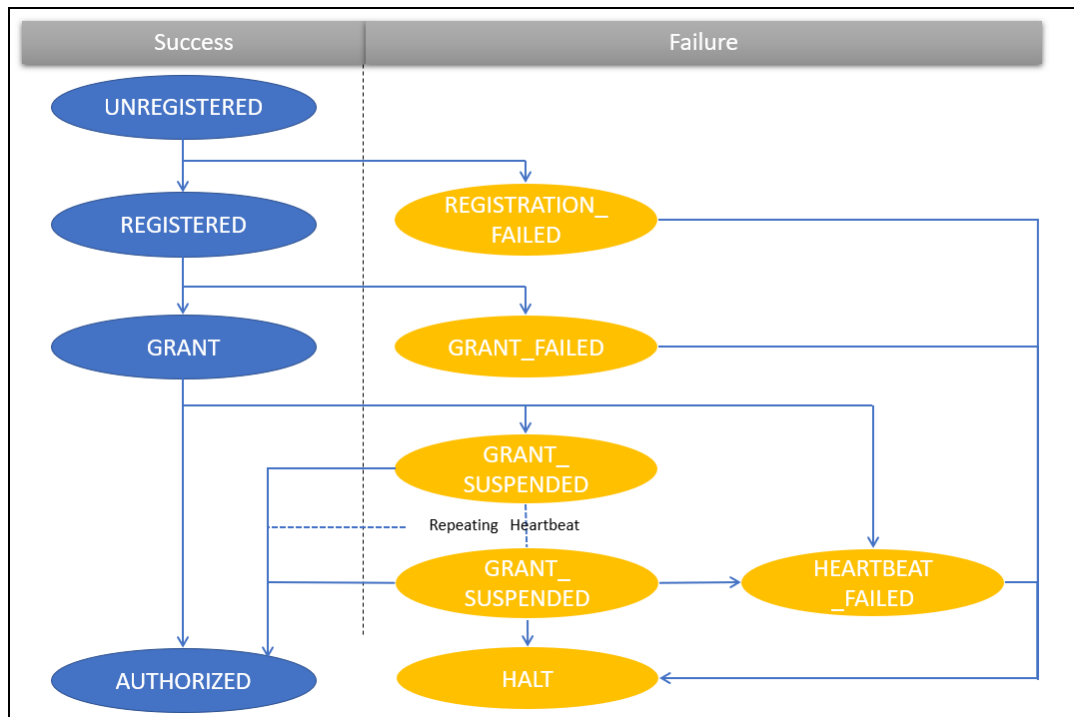 Success
Failure
UNREGISTERED
REGISTERED
REGISTRATION_
FAILED
GRANT
GRANT_FAILED
GRANT_
SUSPENDED
Repeating Heartbeat
GRANT_
SUSPENDED
HEARTBEAT
_FAILED
AUTHORIZED
HALT